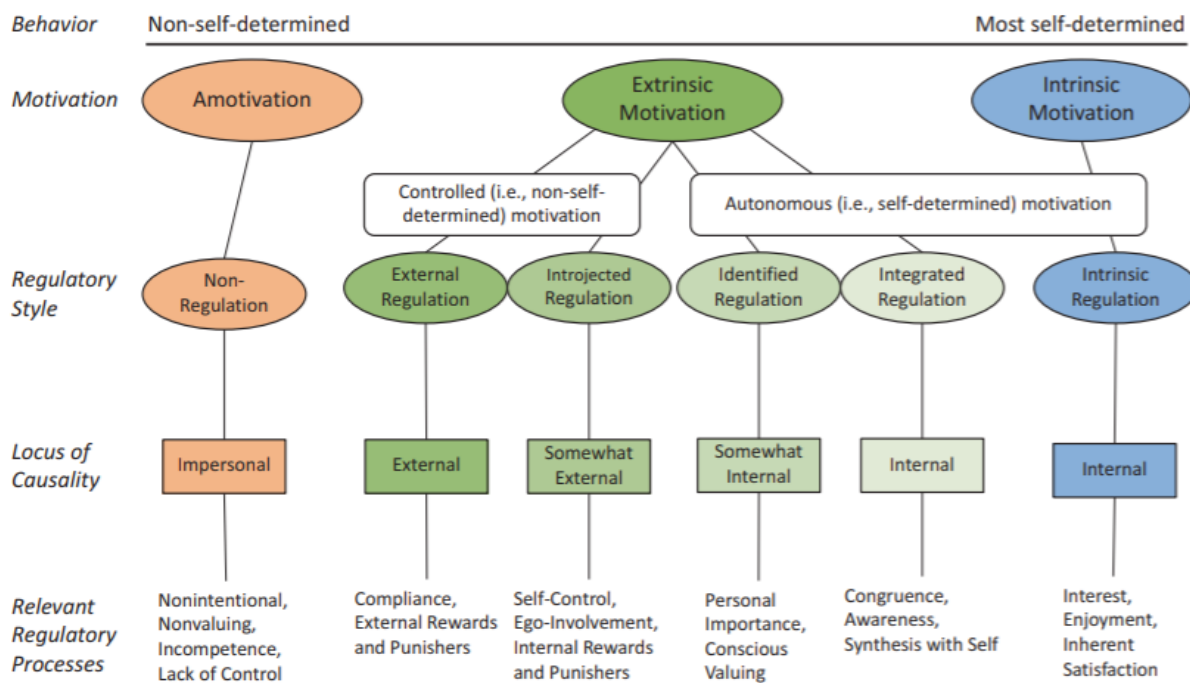 Behavior
Non-self-determined
Most self-determined
Motivation
Amotivation
Extrinsic
Motivation
Intrinsic
Motivation
Controlled (i.e., non-self-
determined) motivation
Autonomous (i.e., self-determined) motivation
Regulatory
Style
Non-
Regulation
External
Regulation
Introjected
Regulation
Identified
Regulation
Integrated
Regulation
Intrinsic
Regulation
Locus of
Causality
Impersonal
External
Somewhat
External
Somewhat
Internal
Internal
Internal
Relevant
Regulatory
Processes
Nonintentional,
Nonvaluing,
Incompetence,
Lack of Control
Compliance,
External Rewards
and Punishers
Self-Control,
Ego-Involvement,
Internal Rewards
and Punishers
Personal
Importance,
Conscious
Valuing
Congruence,
Awareness,
Synthesis with Self
Interest,
Enjoyment,
Inherent
Satisfaction